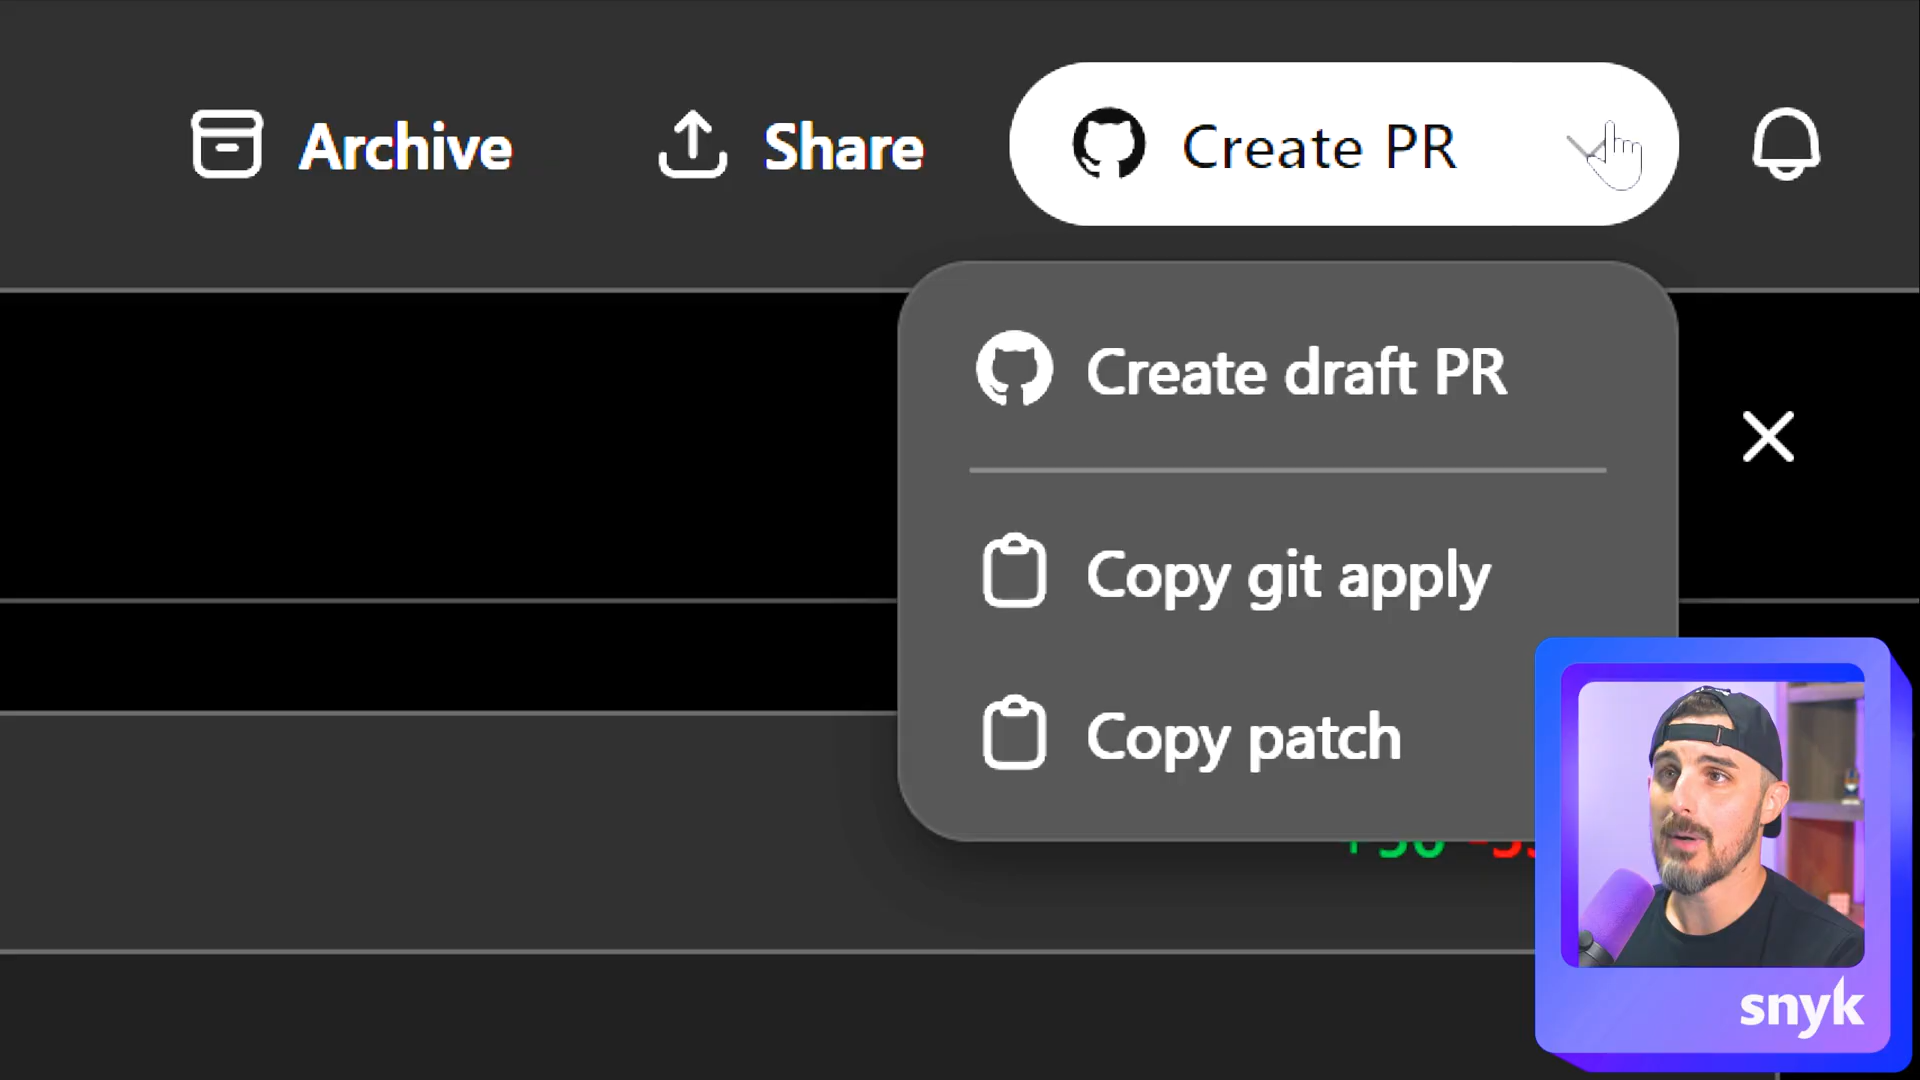 Archive
Share
Create PR
Create draft PR
Copy git apply
Copy patch
snyk